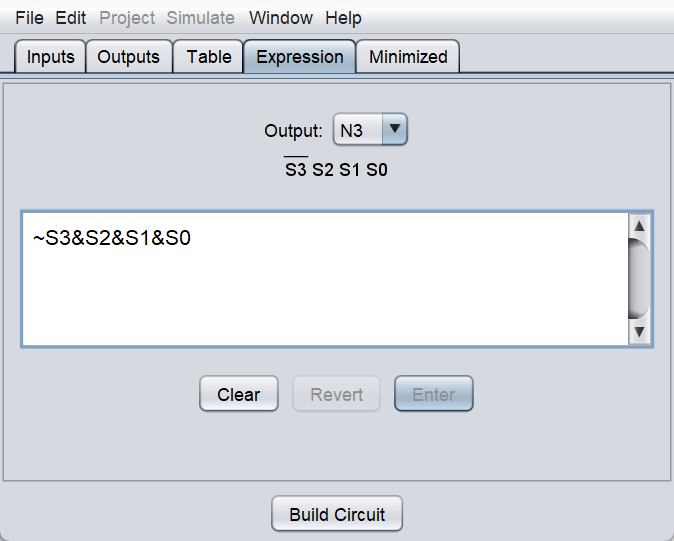 File Edit Project Simulate Window Help
Inputs Outputs Table Expression Minimized
Output: N3
S3 S2 S1 S0
~S3&S2&S1&S0
Clear Revert Enter
Build Circuit